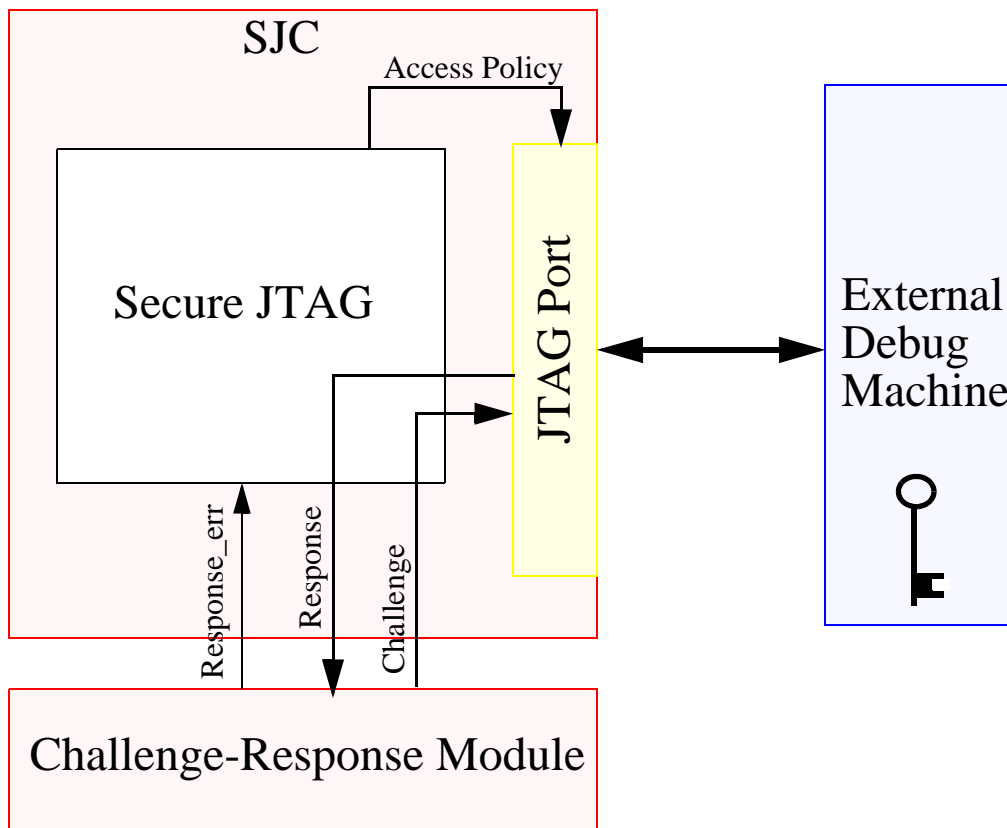 SJC
Access Policy
Secure JTAG
JTAG Port
External
Debug
Machine
Response_err
Response
Challenge
Challenge-Response Module